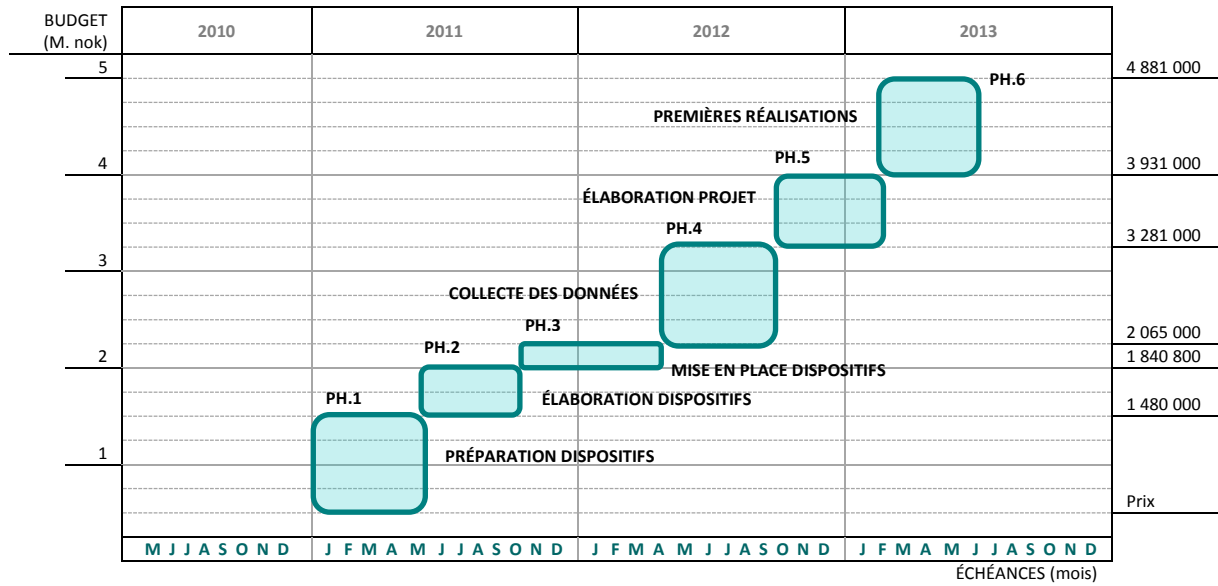 BUDGET
(M. nok)
2010 2011 2012 2013
5 4 881 000
PH.6
PREMIÈRES RÉALISATIONS
PH.5
4 3 931 000
ÉLABORATION PROJET
PH.4
3 281 000
3
COLLECTE DES DONNÉES
PH.3
2 065 000
PH.2
2 1 840 800
MISE EN PLACE DISPOSITIFS
PH.1 ÉLABORATION DISPOSITIFS
1 480 000
1 PRÉPARATION DISPOSITIFS
Prix
M J J A S O N D J F M A M J J A S O N D J F M A M J J A S O N D J F M A M J J A S O N D
ÉCHÉANCES (mois)